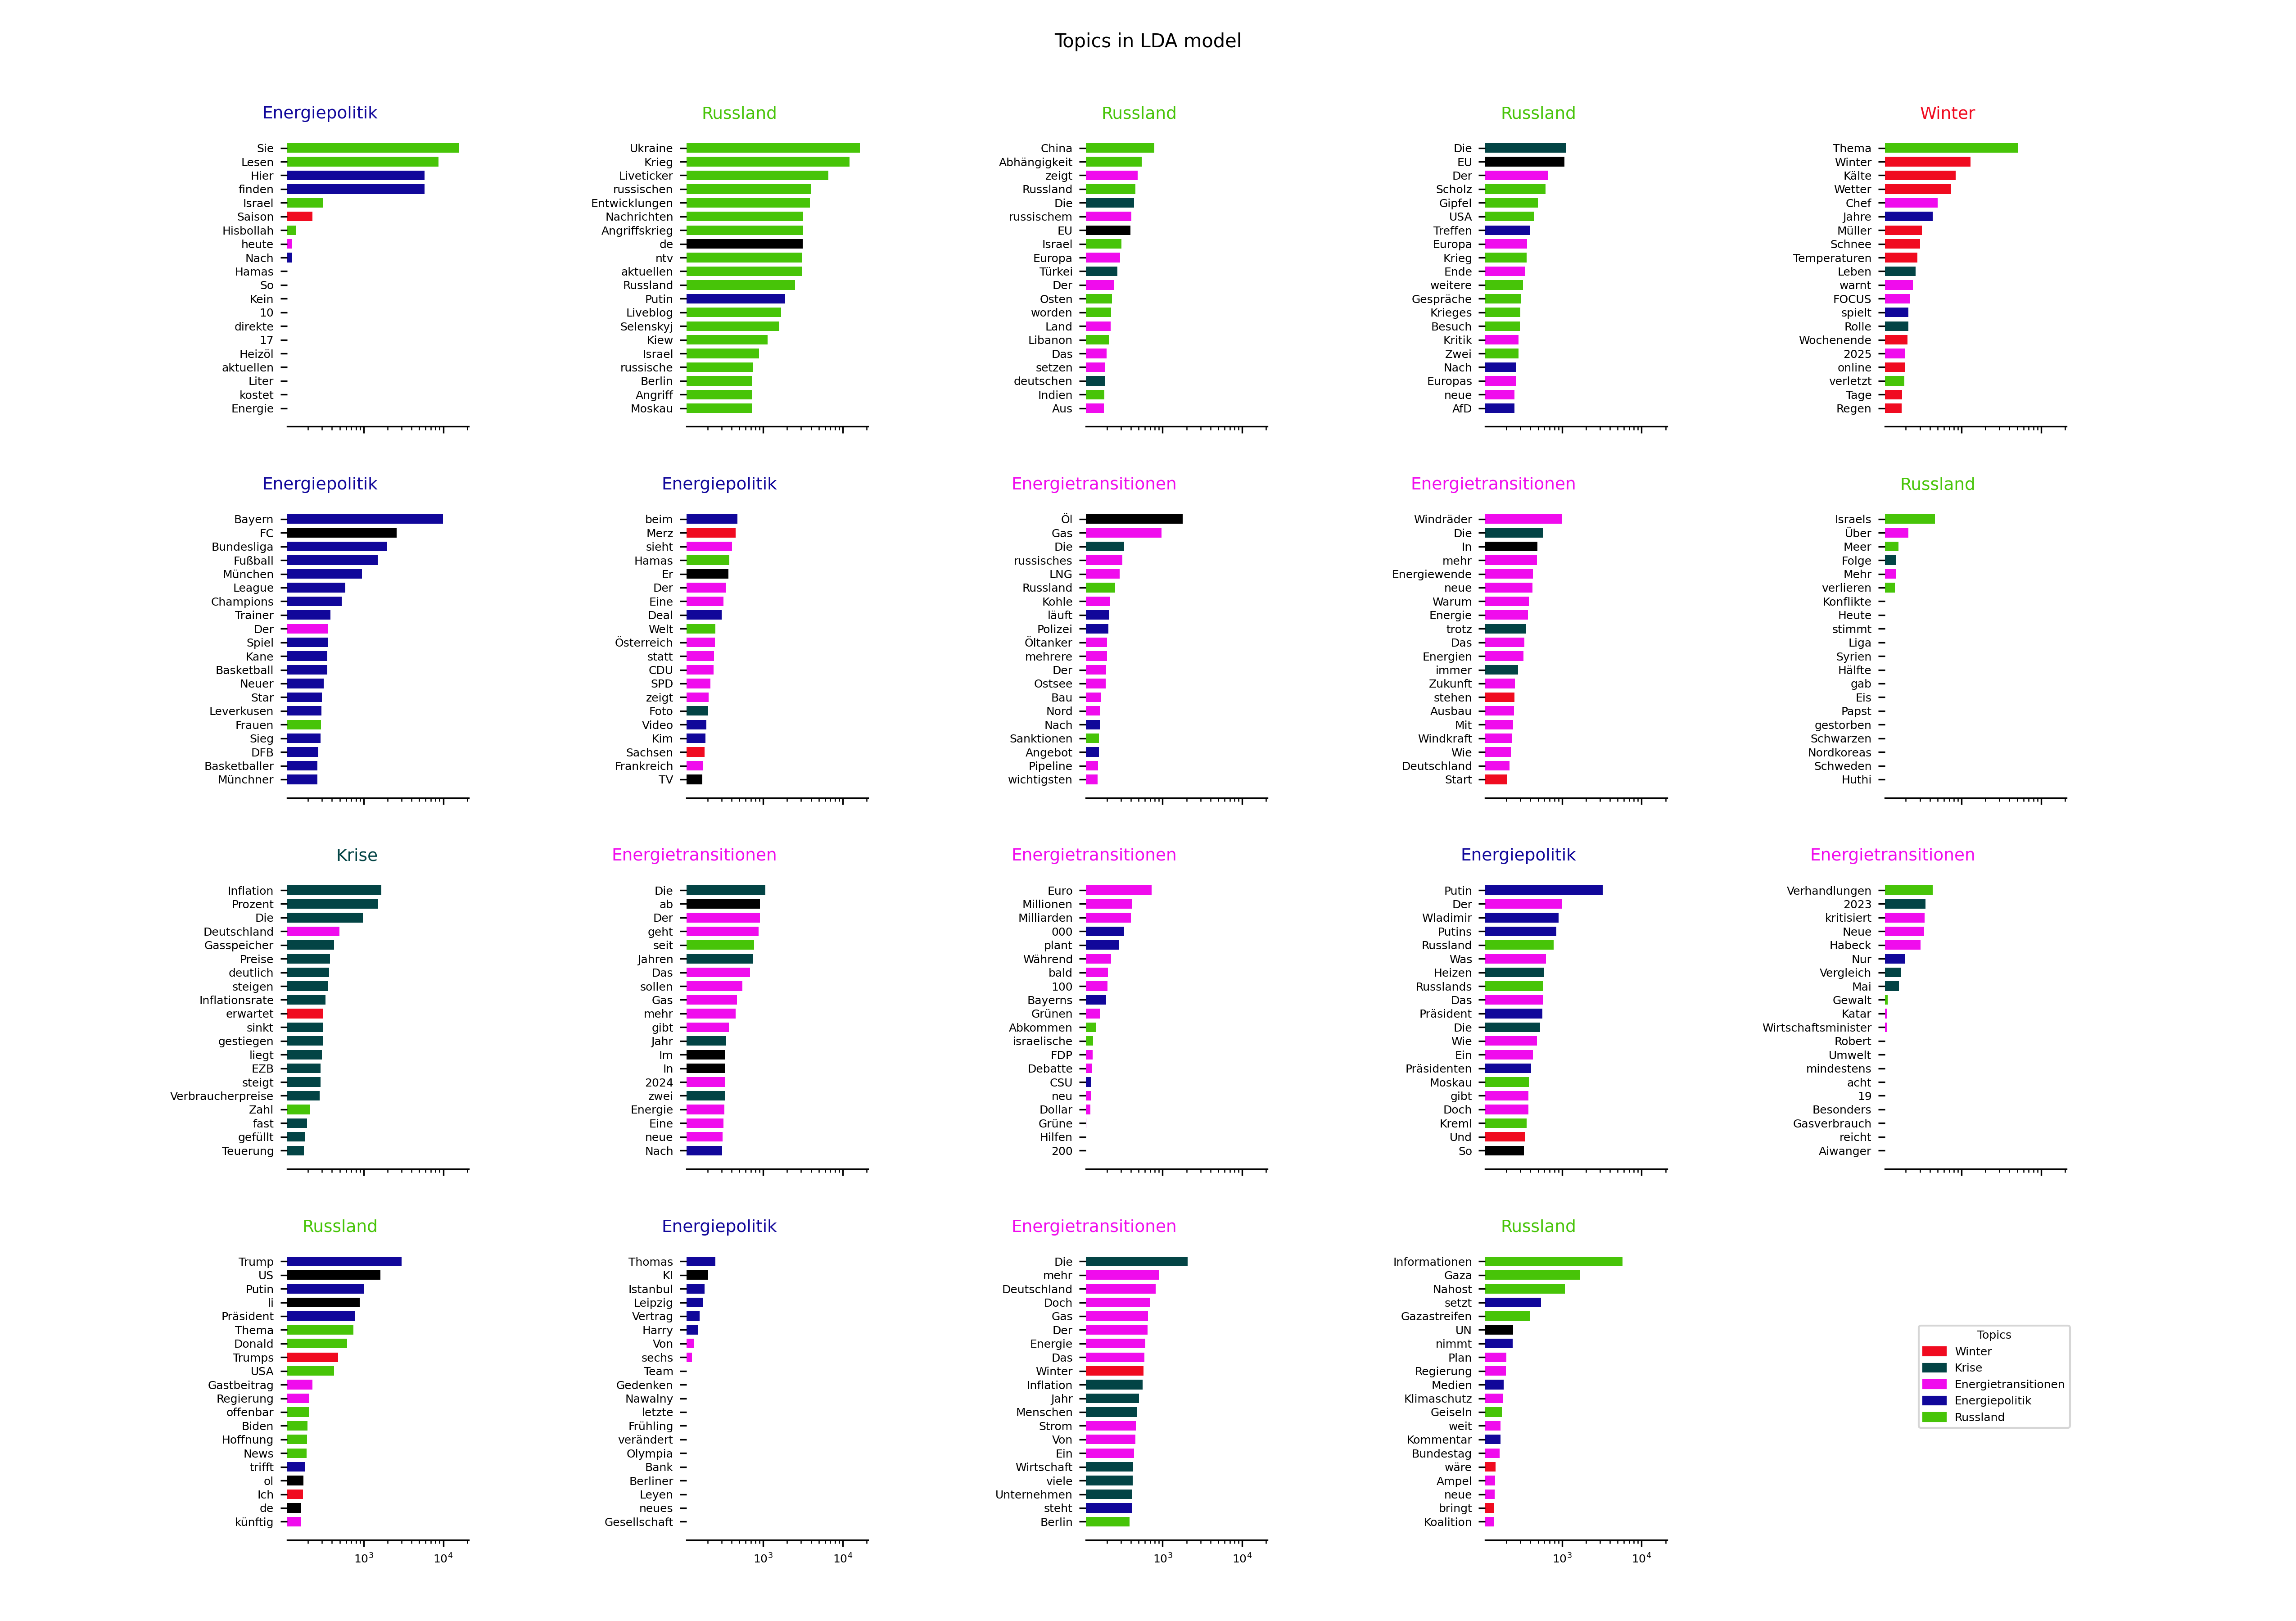 Topics in LDA model
Energiepolitik
Sie
Lesen
Hier
finden
Israel
Saison
Hisbollah
heute
Nach
Hamas
So
Kein
10
direkte
17
Heizöl
aktuellen
Liter
kostet
Energie
Russland
Ukraine
Krieg
Liveticker
russischen
Entwicklungen
Nachrichten
Angriffskrieg
de
ntv
aktuellen
Russland
Putin
Liveblog
Selenskyj
Kiew
Israel
russische
Berlin
Angriff
Moskau
Russland
China
Abhängigkeit
zeigt
Russland
Die
russischem
EU
Israel
Europa
Türkei
Der
Osten
worden
Land
Libanon
Das
setzen
deutschen
Indien
Aus
Russland
Die
EU
Der
Scholz
Gipfel
USA
Treffen
Europa
Krieg
Ende
weitere
Gespräche
Krieges
Besuch
Kritik
Zwei
Nach
Europas
neue
AfD
Winter
Thema
Winter
Kälte
Wetter
Chef
Jahre
Müller
Schnee
Temperaturen
Leben
warnt
FOCUS
spielt
Rolle
Wochenende
2025
online
verletzt
Tage
Regen
Energiepolitik
Bayern
FC
Bundesliga
Fußball
München
League
Champions
Trainer
Der
Spiel
Kane
Basketball
Neuer
Star
Leverkusen
Frauen
Sieg
DFB
Basketballer
Münchner
Energiepolitik
beim
Merz
sieht
Hamas
Er
Der
Eine
Deal
Welt
Österreich
statt
CDU
SPD
zeigt
Foto
Video
Kim
Sachsen
Frankreich
TV
Energietransitionen
Öl
Gas
Die
russisches
LNG
Russland
Kohle
läuft
Polizei
Öltanker
mehrere
Der
Ostsee
Bau
Nord
Nach
Sanktionen
Angebot
Pipeline
wichtigsten
Energietransitionen
Windräder
Die
In
mehr
Energiewende
neue
Warum
Energie
trotz
Das
Energien
immer
Zukunft
stehen
Ausbau
Mit
Windkraft
Wie
Deutschland
Start
Russland
Israels
Über
Meer
Folge
Mehr
verlieren
Konflikte
Heute
stimmt
Liga
Syrien
Hälfte
gab
Eis
Papst
gestorben
Schwarzen
Nordkoreas
Schweden
Huthi
Krise
Inflation
Prozent
Die
Deutschland
Gasspeicher
Preise
deutlich
steigen
Inflationsrate
erwartet
sinkt
gestiegen
liegt
EZB
steigt
Verbraucherpreise
Zahl
fast
gefüllt
Teuerung
Energietransitionen
Die
ab
Der
geht
seit
Jahren
Das
sollen
Gas
mehr
gibt
Jahr
Im
In
2024
zwei
Energie
Eine
neue
Nach
Energietransitionen
Euro
Millionen
Milliarden
000
plant
Während
bald
100
Bayerns
Grünen
Abkommen
israelische
FDP
Debatte
CSU
neu
Dollar
Grüne
Hilfen
200
Energiepolitik
Putin
Der
Wladimir
Putins
Russland
Was
Heizen
Russlands
Das
Präsident
Die
Wie
Ein
Präsidenten
Moskau
gibt
Doch
Kreml
Und
So
Energietransitionen
Verhandlungen
2023
kritisiert
Neue
Habeck
Nur
Vergleich
Mai
Gewalt
Katar
Wirtschaftsminister
Robert
Umwelt
mindestens
acht
19
Besonders
Gasverbrauch
reicht
Aiwanger
Russland
Trump
US
Putin
li
Präsident
Thema
Donald
Trumps
USA
Gastbeitrag
Regierung
offenbar
Biden
Hoffnung
News
trifft
ol
Ich
de
künftig
10³ 10⁴
Energiepolitik
Thomas
KI
Istanbul
Leipzig
Vertrag
Harry
Von
sechs
Team
Gedenken
Nawalny
letzte
Frühling
verändert
Olympia
Bank
Berliner
Leyen
neues
Gesellschaft
10³ 10⁴
Energietransitionen
Die
mehr
Deutschland
Doch
Gas
Der
Energie
Das
Winter
Inflation
Jahr
Menschen
Strom
Von
Ein
Wirtschaft
viele
Unternehmen
steht
Berlin
10³ 10⁴
Russland
Informationen
Gaza
Nahost
setzt
Gazastreifen
UN
nimmt
Plan
Regierung
Medien
Klimaschutz
Geiseln
weit
Kommentar
Bundestag
wäre
Ampel
neue
bringt
Koalition
10³ 10⁴
Topics
Winter
Krise
Energietransitionen
Energiepolitik
Russland